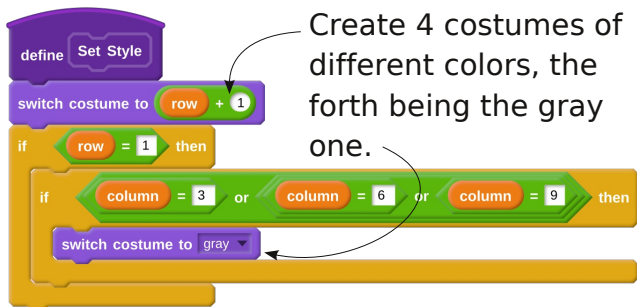 Create 4 costumes of
different colors, the
forth being the gray
one.
define Set Style
switch costume to row + 1
if row = 1 then
if column = 3 or column = 6 or column = 9 then
switch costume to gray